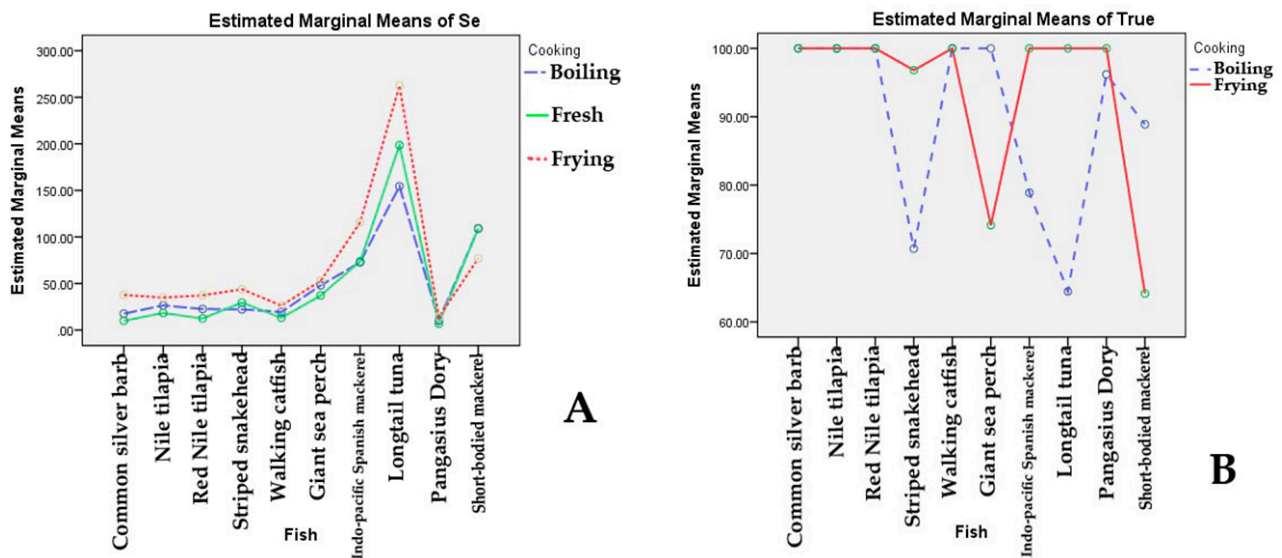 Estimated Marginal Means of Se
Estimated Marginal Means
300.00
250.00
200.00
150.00
100.00
50.00
.00
Cooking
Boiling
Fresh
Frying
Common silver barb
Nile tilapia
Red Nile tilapia
Striped snakehead
Walking catfish
Giant sea perch
Indo-pacific Spanish mackerel
Longtail tuna
Pangasius Dory
Short-bodied mackerel
Fish
A
Estimated Marginal Means of True
Estimated Marginal Means
100.00
90.00
80.00
70.00
60.00
Cooking
Boiling
Frying
Common silver barb
Nile tilapia
Red Nile tilapia
Striped snakehead
Walking catfish
Giant sea perch
Indo-pacific Spanish mackerel
Longtail tuna
Pangasius Dory
Short-bodied mackerel
Fish
B